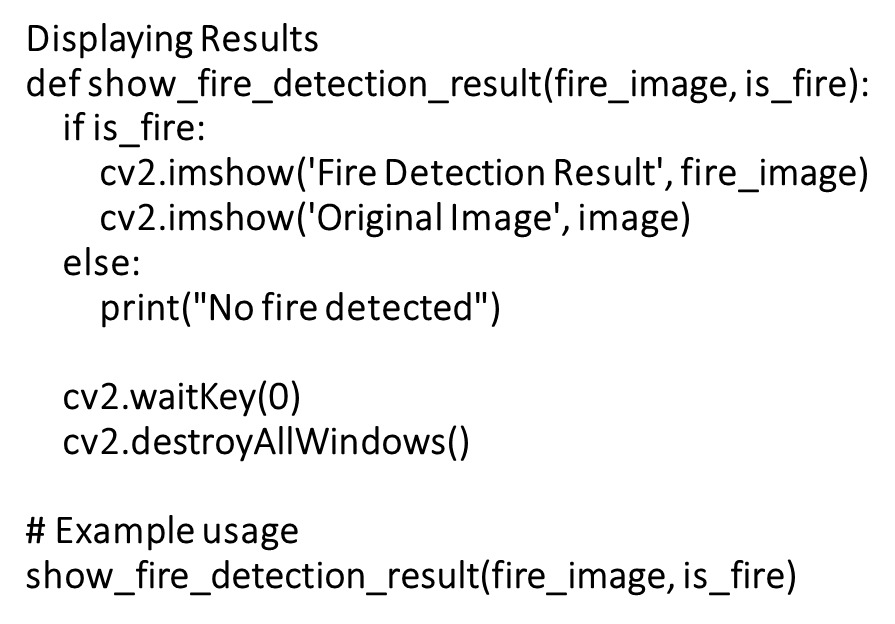 Displaying Results
def show_fire_detection_result(fire_image, is_fire):
    if is_fire:
        cv2.imshow('Fire Detection Result', fire_image)
        cv2.imshow('Original Image', image)
    else:
        print("No fire detected")

    cv2.waitKey(0)
    cv2.destroyAllWindows()

# Example usage
show_fire_detection_result(fire_image, is_fire)